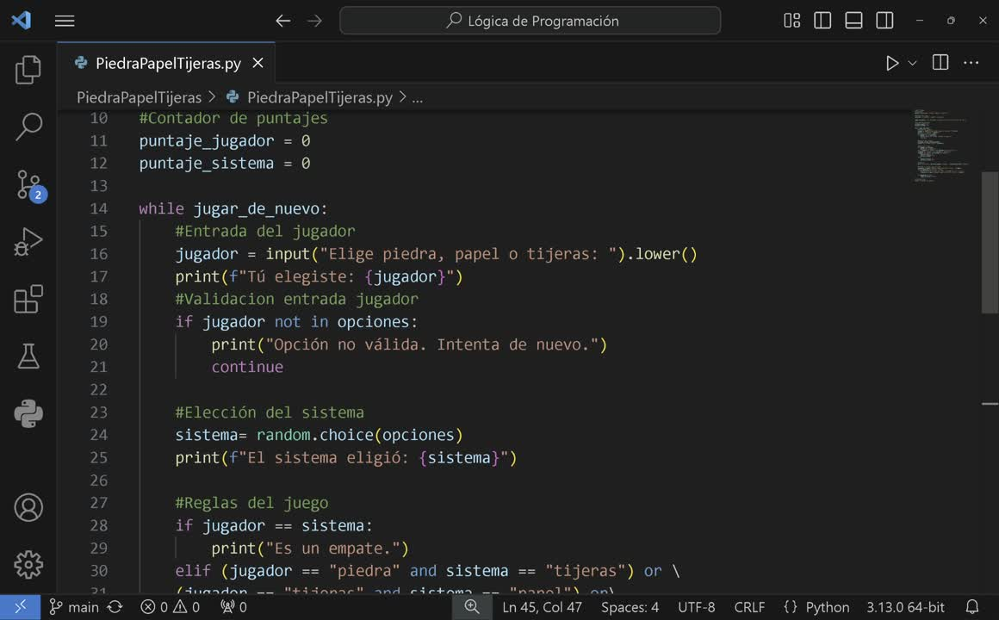 Lógica de Programación
PiedraPapelTijeras.py
PiedraPapelTijeras > PiedraPapelTijeras.py > ...
10 #Contador de puntajes
11 puntaje_jugador = 0
12 puntaje_sistema = 0
13
14 while jugar_de_nuevo:
15 #Entrada del jugador
16 jugador = input("Elige piedra, papel o tijeras: ").lower()
17 print(f"Tú elegiste: {jugador}")
18 #Validacion entrada jugador
19 if jugador not in opciones:
20 print("Opción no válida. Intenta de nuevo.")
21 continue
22
23 #Elección del sistema
24 sistema= random.choice(opciones)
25 print(f"El sistema eligió: {sistema}")
26
27 #Reglas del juego
28 if jugador == sistema:
29 print("Es un empate.")
30 elif (jugador == "piedra" and sistema == "tijeras") or \
31 (jugador == "tijeras" and sistema == "papel") or\
2
main 0 0 0 Ln 45, Col 47 Spaces: 4 UTF-8 CRLF {} Python 3.13.0 64-bit